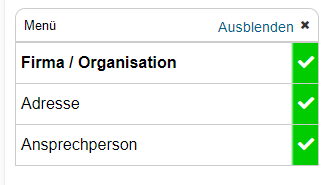 Menü Ausblenden ✖
Firma / Organisation ✔
Adresse ✔
Ansprechperson ✔